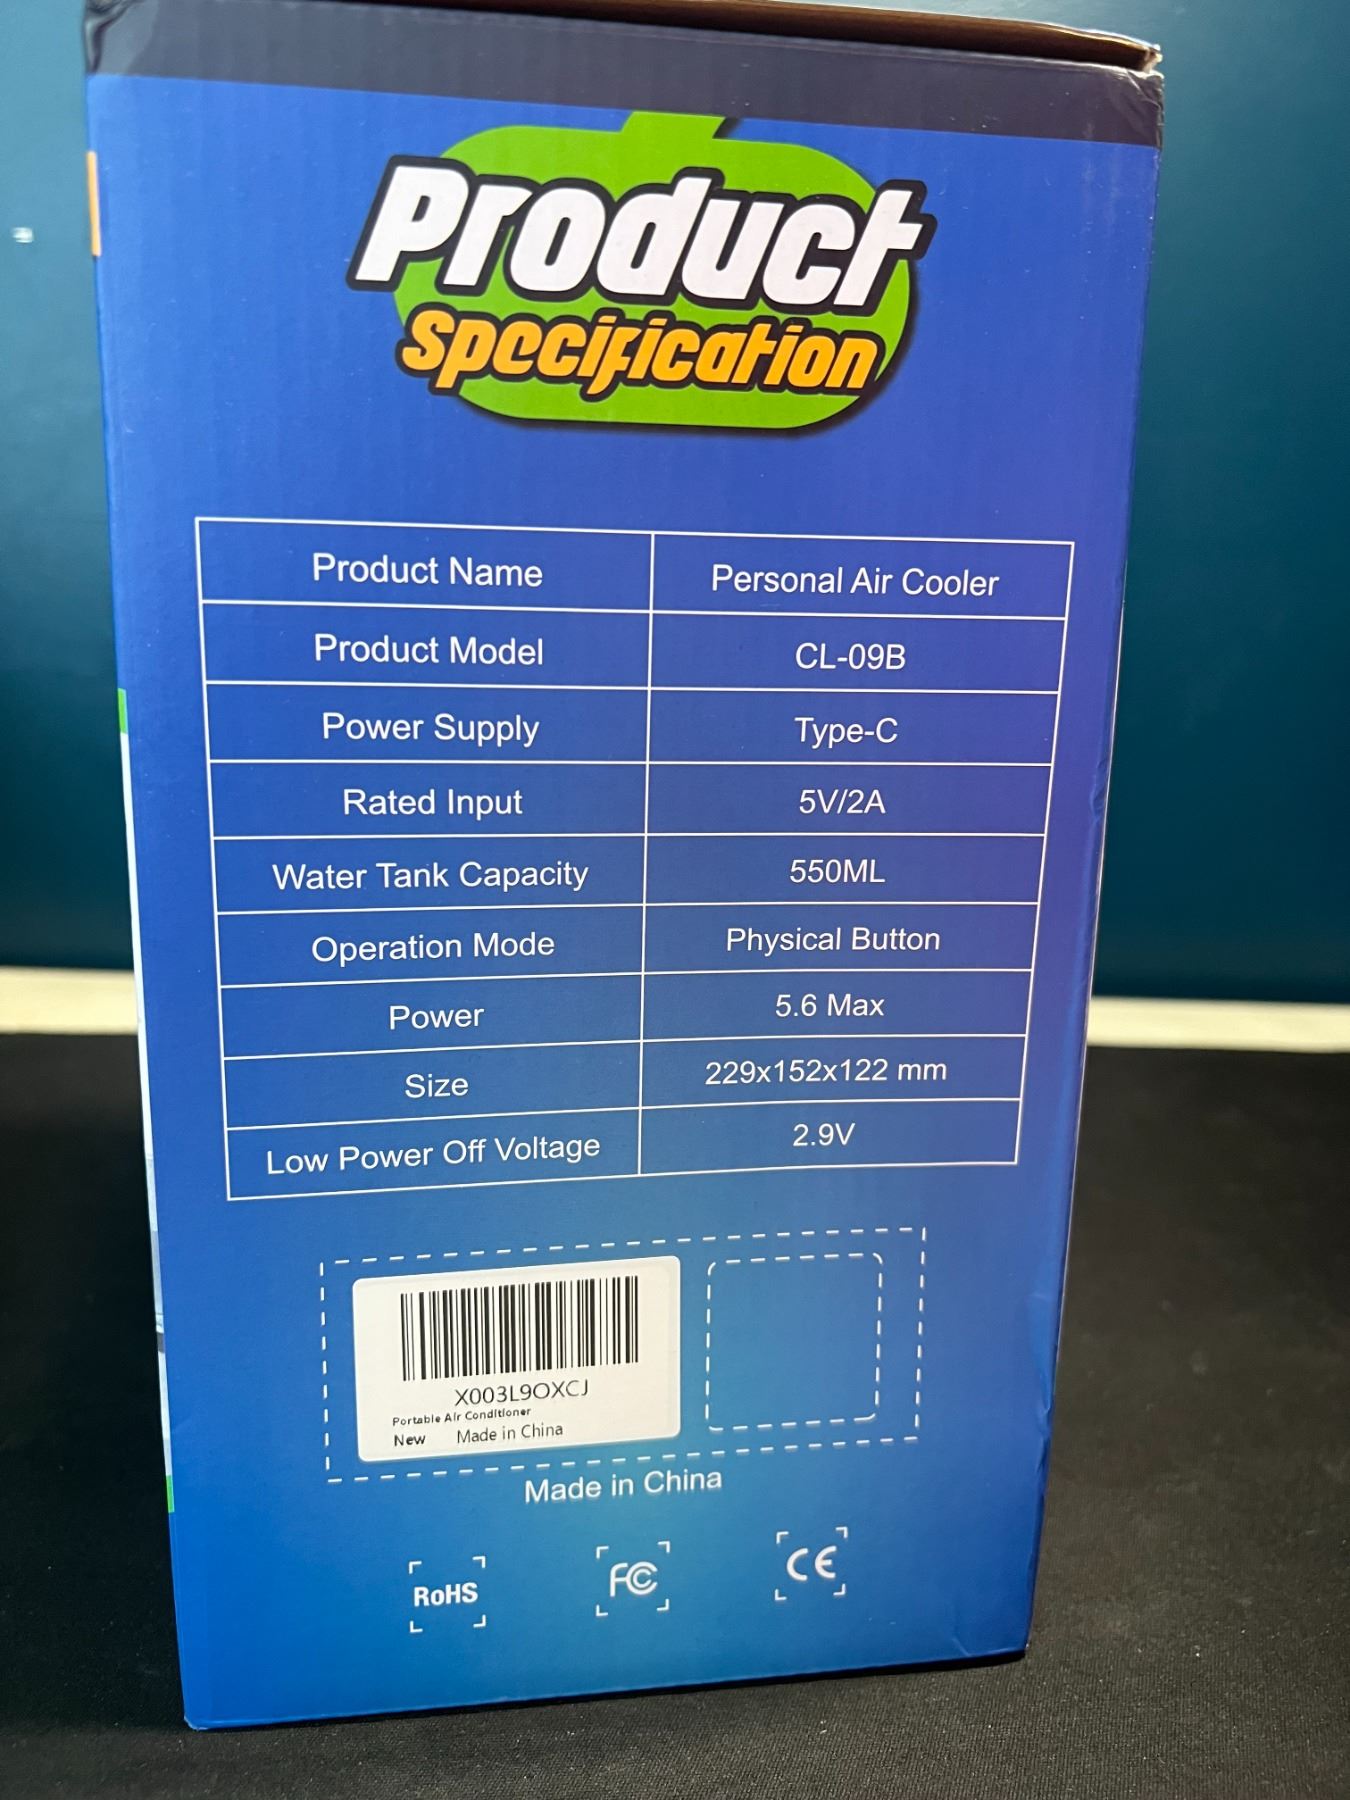 Product
Specification
Product Name Personal Air Cooler
Product Model CL-09B
Power Supply Type-C
Rated Input 5V/2A
Water Tank Capacity 550ML
Operation Mode Physical Button
Power 5.6 Max
Size 229x152x122 mm
Low Power Off Voltage 2.9V
X003L9OXCJ
Portable Air Conditioner
New Made in China
Made in China
RoHS FC CE